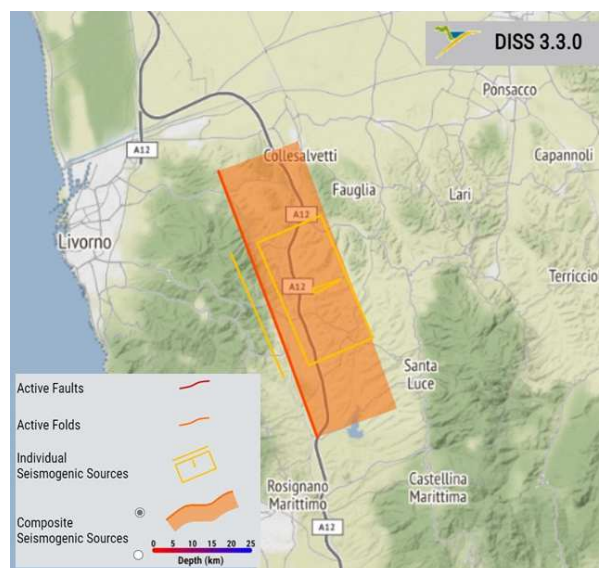 DISS 3.3.0
Ponsacco
A12
Collesalvetti
Capannoli
Fauglia
Lari
A12
Livorno
Terriccio
A12
Santa
Luce
Active Faults
Active Folds
Individual
Seismogenic Sources
Castellina
Marittima
Rosignano
Marittimo
Composite
Seismogenic Sources
A12
0 5 10 15 20 25
Depth (km)